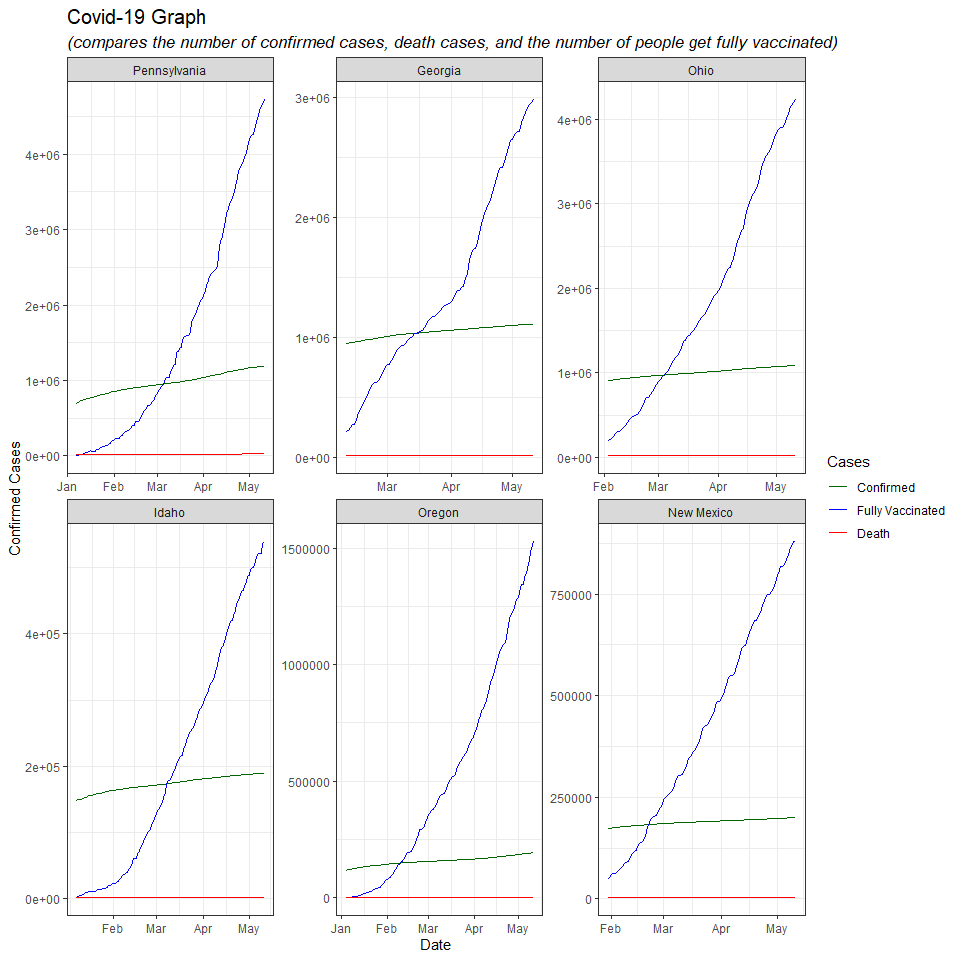 Covid-19 Graph
(compares the number of confirmed cases, death cases, and the number of people get fully vaccinated)
Pennsylvania
Georgia
Ohio
4e+06
3e+06
2e+06
1e+06
0e+00
Jan Feb Mar Apr May
3e+06
2e+06
1e+06
0e+00
Mar Apr May
4e+06
3e+06
2e+06
1e+06
0e+00
Feb Mar Apr May
Confirmed Cases
Idaho
Oregon
New Mexico
4e+05
2e+05
0e+00
Feb Mar Apr May
1500000
1000000
500000
0
Jan Feb Mar Apr May
750000
500000
250000
0
Feb Mar Apr May
Date
Cases
Confirmed
Fully Vaccinated
Death